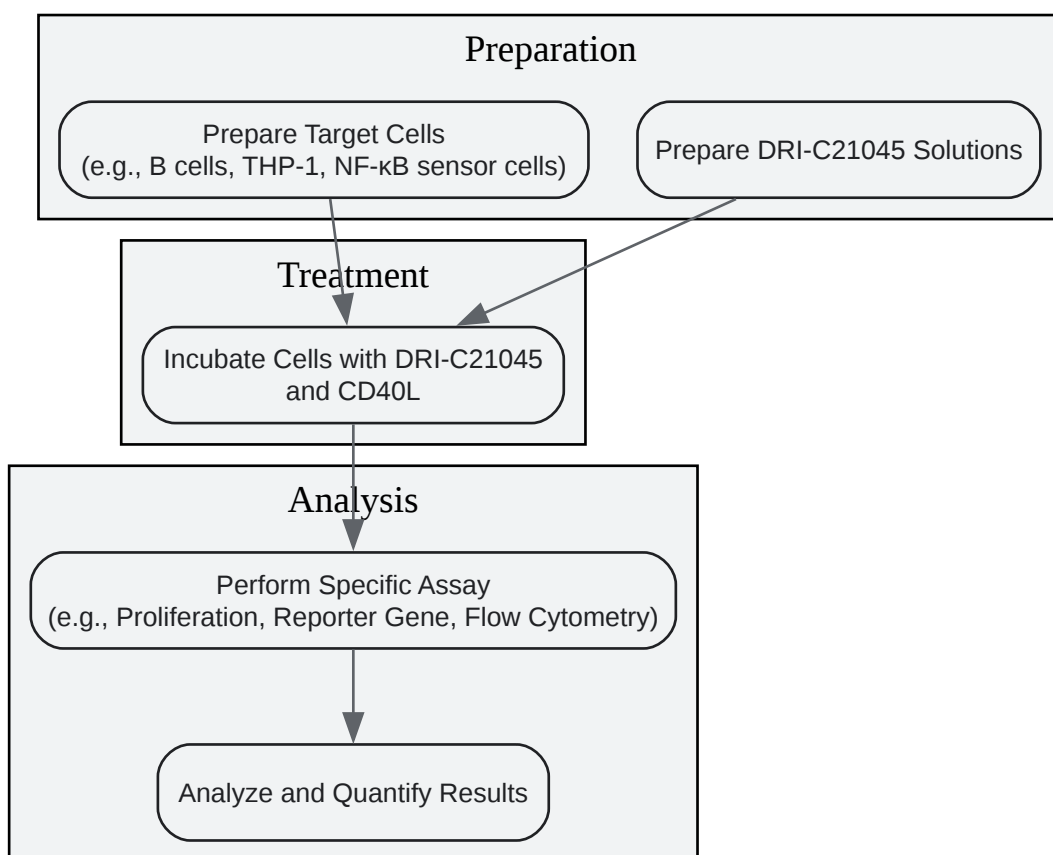 Preparation
Prepare Target Cells
(e.g., B cells, THP-1, NF-κB sensor cells)
Prepare DRI-C21045 Solutions
Treatment
Incubate Cells with DRI-C21045
and CD40L
Analysis
Perform Specific Assay
(e.g., Proliferation, Reporter Gene, Flow Cytometry)
Analyze and Quantify Results